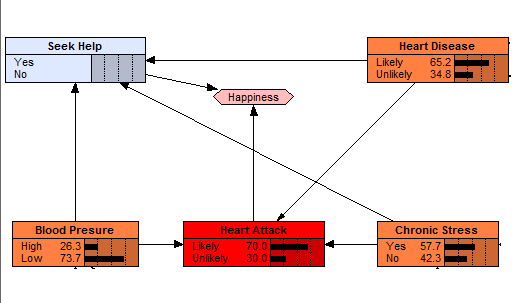 Seek Help
Yes
No
Heart Disease
Likely 65.2
Unlikely 34.8
Happiness
Blood Presure
High 26.3
Low 73.7
Heart Attack
Likely 70.0
Unlikely 30.0
Chronic Stress
Yes 57.7
No 42.3